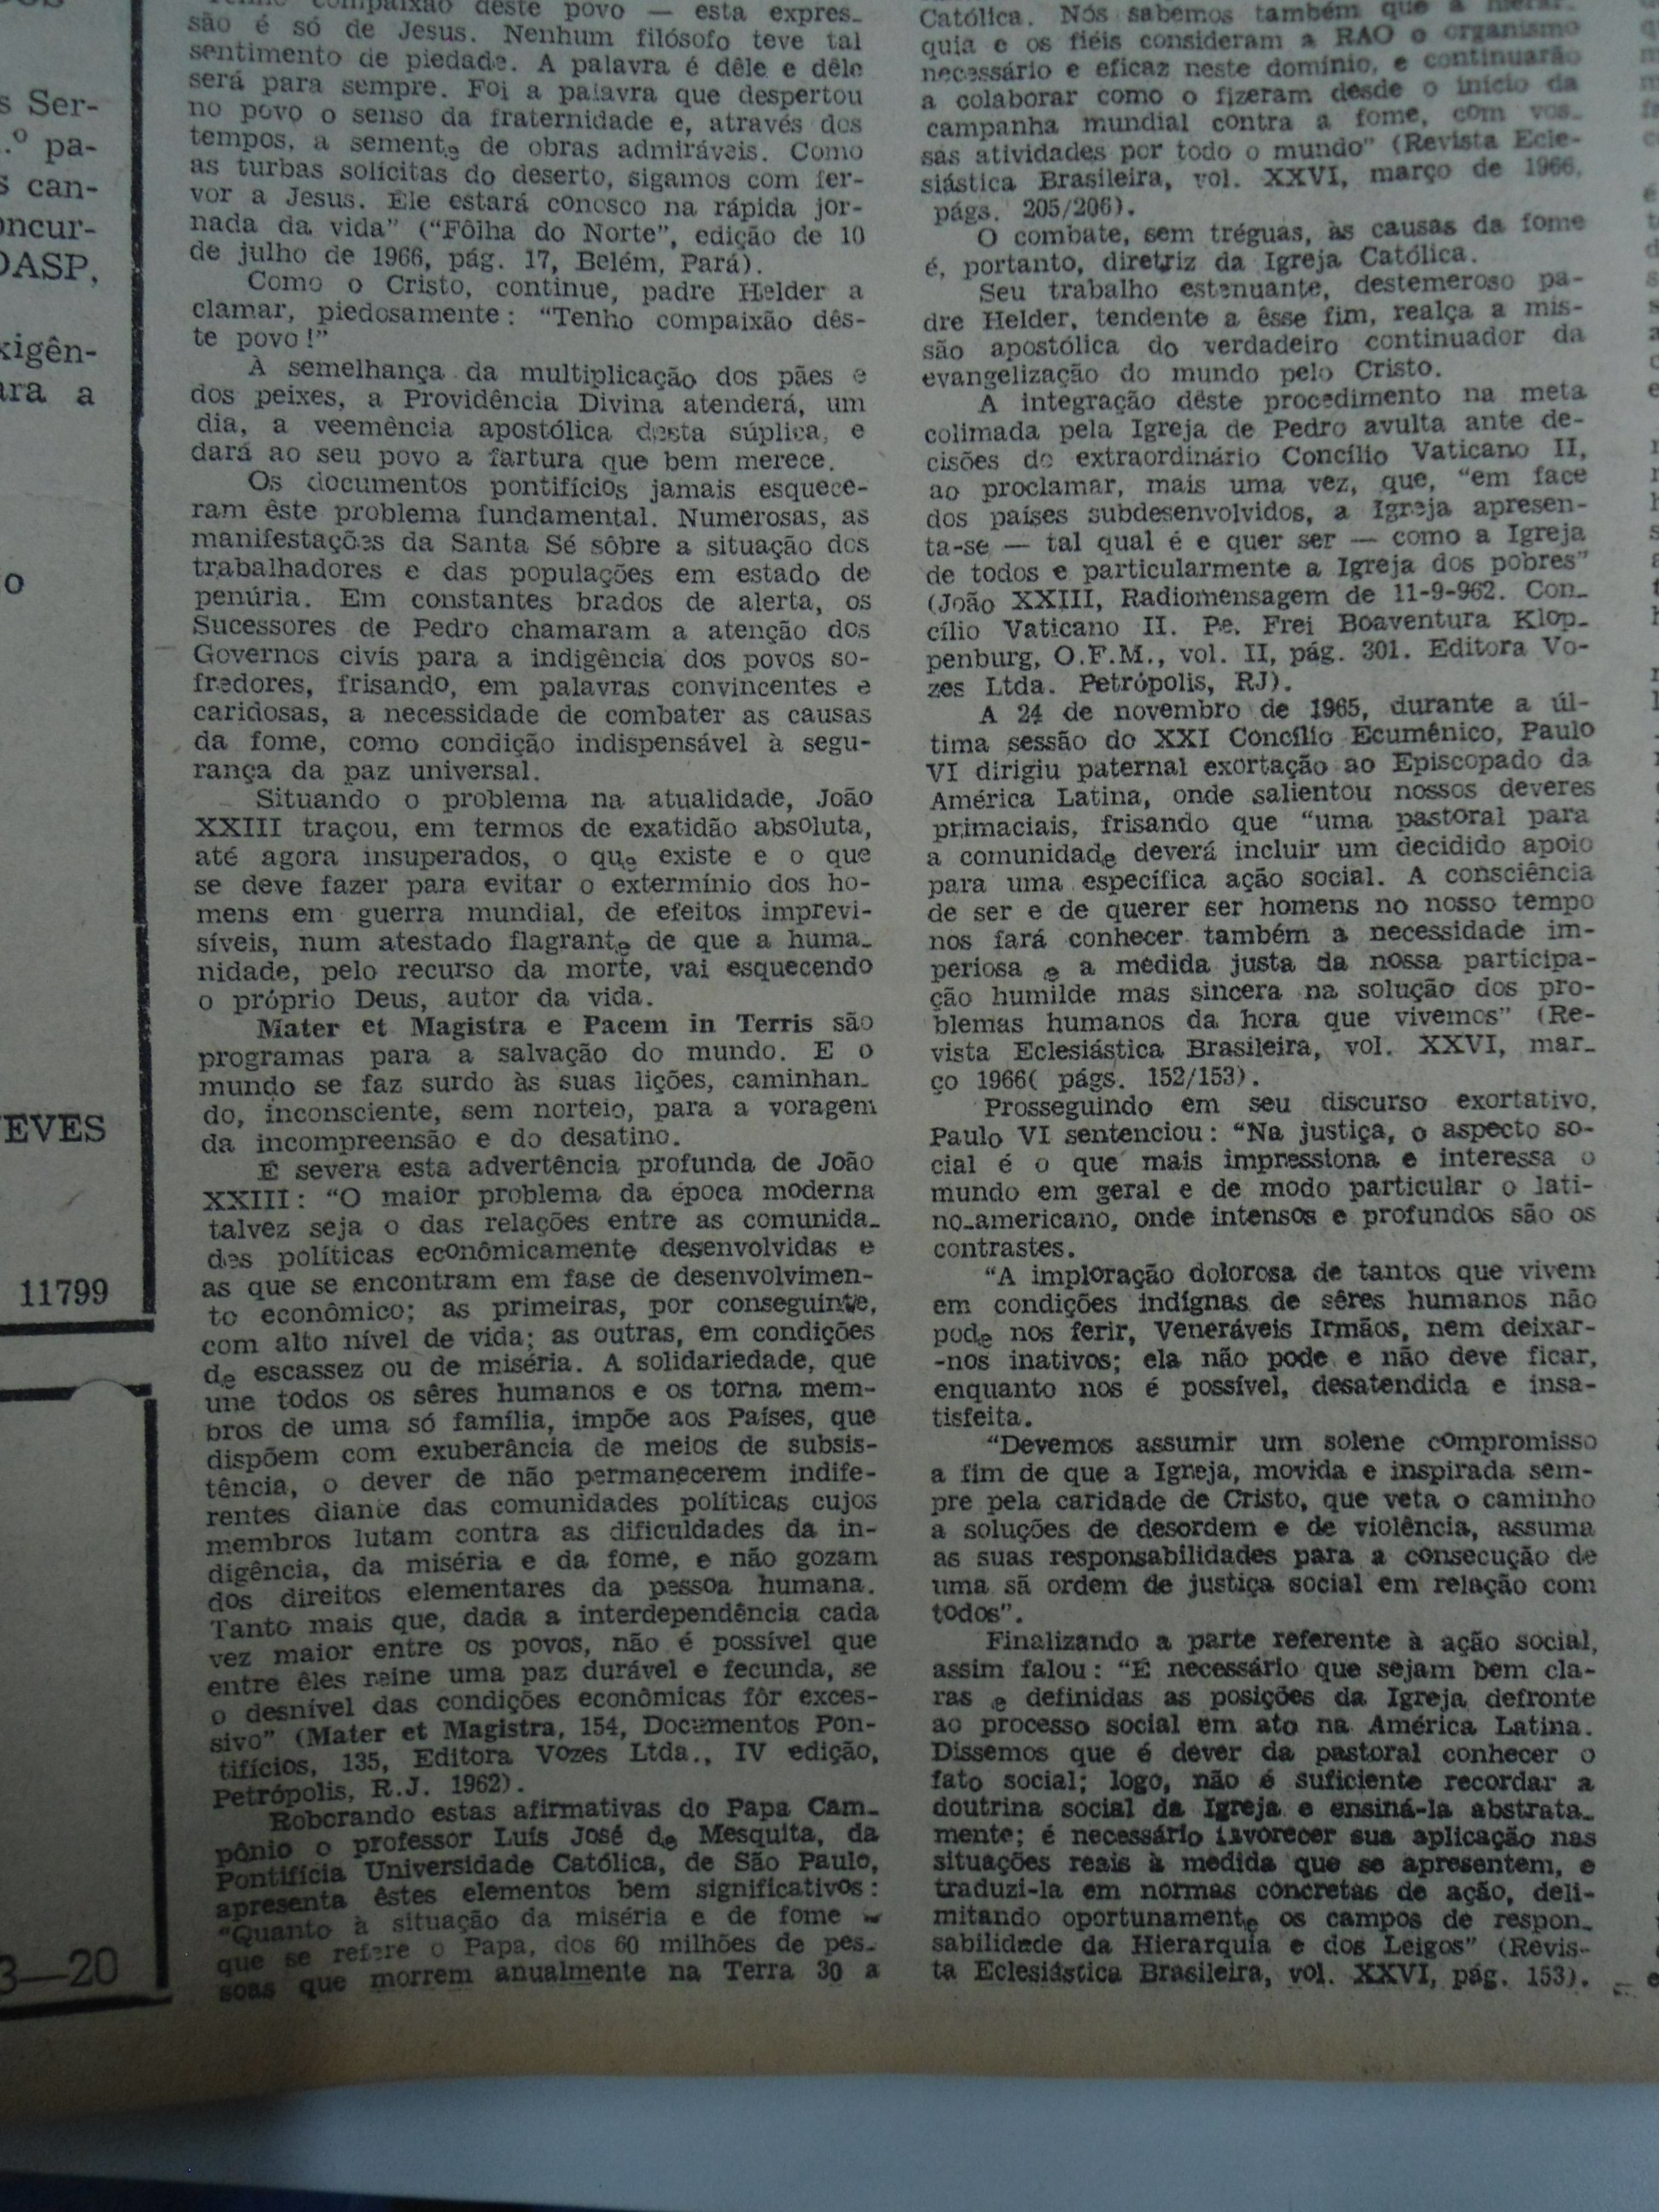 s Ser-
.º pa-
s can-
oncur-
DASP,
xigên-
ara a
o
EVES
11799
3—20
compaixão deste povo — esta expres-
são é só de Jesus. Nenhum filósofo teve tal
sentimento de piedade. A palavra é dêle e dêle
será para sempre. Foi a palavra que despertou
no povo o senso da fraternidade e, através dos
tempos, a semente de obras admiráveis. Como
as turbas solícitas do deserto, sigamos com fer-
vor a Jesus. Ele estará conosco na rápida jor-
nada da vida" ("Fôlha do Norte", edição de 10
de julho de 1966, pág. 17, Belém, Pará).
Como o Cristo, continue, padre Helder a
clamar, piedosamente: "Tenho compaixão dês-
te povo!"
À semelhança da multiplicação dos pães e
dos peixes, a Providência Divina atenderá, um
dia, a veemência apostólica desta súplica, e
dará ao seu povo a fartura que bem merece.
Os documentos pontifícios jamais esquece-
ram êste problema fundamental. Numerosas, as
manifestações da Santa Sé sôbre a situação dos
trabalhadores e das populações em estado de
penúria. Em constantes brados de alerta, os
Sucessores de Pedro chamaram a atenção dos
Governos civis para a indigência dos povos so-
fredores, frisando, em palavras convincentes e
caridosas, a necessidade de combater as causas
da fome, como condição indispensável à segu-
rança da paz universal.
Situando o problema na atualidade, João
XXIII traçou, em termos de exatidão absoluta,
até agora insuperados, o que existe e o que
se deve fazer para evitar o extermínio dos ho-
mens em guerra mundial, de efeitos imprevi-
síveis, num atestado flagrante de que a huma-
nidade, pelo recurso da morte, vai esquecendo
o próprio Deus, autor da vida.
Mater et Magistra e Pacem in Terris são
programas para a salvação do mundo. E o
mundo se faz surdo às suas lições, caminhan-
do, inconsciente, sem norteio, para a voragem
da incompreensão e do desatino.
É severa esta advertência profunda de João
XXIII: "O maior problema da época moderna
talvez seja o das relações entre as comunida-
des políticas econômicamente desenvolvidas e
as que se encontram em fase de desenvolvimen-
to econômico; as primeiras, por conseguinte,
com alto nível de vida; as outras, em condições
de escassez ou de miséria. A solidariedade, que
une todos os sêres humanos e os torna mem-
bros de uma só família, impõe aos Países, que
dispõem com exuberância de meios de subsis-
tência, o dever de não permanecerem indife-
rentes diante das comunidades políticas cujos
membros lutam contra as dificuldades da in-
digência, da miséria e da fome, e não gozam
dos direitos elementares da pessoa humana.
Tanto mais que, dada a interdependência cada
vez maior entre os povos, não é possível que
entre êles reine uma paz durável e fecunda, se
o desnível das condições econômicas fôr exces-
sivo" (Mater et Magistra, 154, Documentos Pon-
tifícios, 135, Editora Vozes Ltda., IV edição,
Petrópolis, R.J. 1962).
Roborando estas afirmativas do Papa Cam-
pônio o professor Luís José de Mesquita, da
Pontifícia Universidade Católica, de São Paulo,
apresenta êstes elementos bem significativos:
"Quanto à situação da miséria e de fome
que se refere o Papa, dos 60 milhões de pes-
soas que morrem anualmente na Terra 30 a
Católica. Nós sabemos também que a hierar-
quia e os fiéis consideram a RAO o organismo
necessário e eficaz neste domínio, e continuarão
a colaborar como o fizeram desde o início da
campanha mundial contra a fome, com vos-
sas atividades por todo o mundo" (Revista Ecle-
siástica Brasileira, vol. XXVI, março de 1966,
págs. 205/206).
O combate, sem tréguas, às causas da fome
é, portanto, diretriz da Igreja Católica.
Seu trabalho estenuante, destemeroso pa-
dre Helder, tendente a êsse fim, realça a mis-
são apostólica do verdadeiro continuador da
evangelização do mundo pelo Cristo.
A integração dêste procedimento na meta
colimada pela Igreja de Pedro avulta ante de-
cisões do extraordinário Concílio Vaticano II,
ao proclamar, mais uma vez, que, "em face
dos países subdesenvolvidos, a Igreja apresen-
ta-se — tal qual é e quer ser — como a Igreja
de todos e particularmente a Igreja dos pobres"
(João XXIII, Radiomensagem de 11-9-962. Con-
cílio Vaticano II. Pe. Frei Boaventura Klop-
penburg, O.F.M., vol. II, pág. 301. Editora Vo-
zes Ltda. Petrópolis, RJ).
A 24 de novembro de 1965, durante a úl-
tima sessão do XXI Concílio Ecumênico, Paulo
VI dirigiu paternal exortação ao Episcopado da
América Latina, onde salientou nossos deveres
primaciais, frisando que "uma pastoral para
a comunidade deverá incluir um decidido apoio
para uma específica ação social. A consciência
de ser e de querer ser homens no nosso tempo
nos fará conhecer também a necessidade im-
periosa e a medida justa da nossa participa-
ção humilde mas sincera na solução dos pro-
blemas humanos da hora que vivemos" (Re-
vista Eclesiástica Brasileira, vol. XXVI, mar-
ço 1966( págs. 152/153).
Prosseguindo em seu discurso exortativo,
Paulo VI sentenciou: "Na justiça, o aspecto so-
cial é o que mais impressiona e interessa o
mundo em geral e de modo particular o lati-
no-americano, onde intensos e profundos são os
contrastes.
"A imploração dolorosa de tantos que vivem
em condições indígnas de sêres humanos não
pode nos ferir, Veneráveis Irmãos, nem deixar-
-nos inativos; ela não pode e não deve ficar,
enquanto nos é possível, desatendida e insa-
tisfeita.
"Devemos assumir um solene compromisso
a fim de que a Igreja, movida e inspirada sem-
pre pela caridade de Cristo, que veta o caminho
a soluções de desordem e de violência, assuma
as suas responsabilidades para a consecução de
uma sã ordem de justiça social em relação com
todos".
Finalizando a parte referente à ação social,
assim falou: "É necessário que sejam bem cla-
ras e definidas as posições da Igreja defronte
ao processo social em ato na América Latina.
Dissemos que é dever da pastoral conhecer o
fato social; logo, não é suficiente recordar a
doutrina social da Igreja e ensiná-la abstrata-
mente; é necessário favorecer sua aplicação nas
situações reais à medida que se apresentem, e
traduzi-la em normas concretas de ação, deli-
mitando oportunamente os campos de respon-
sabilidade da Hierarquia e dos Leigos" (Revis-
ta Eclesiástica Brasileira, vol. XXVI, pág. 153).